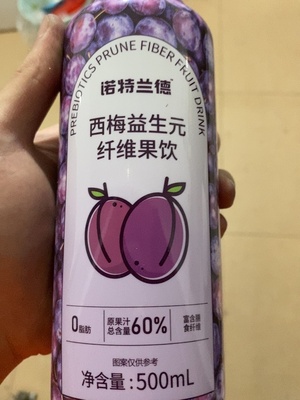 PREBIOTICS PRUNE FIBER FRUIT DRINK
诺特兰德
西梅益生元
纤维果饮
0脂肪
原果汁
总含量60%
富含膳
食纤维
图案仅供参考
净含量:500mL